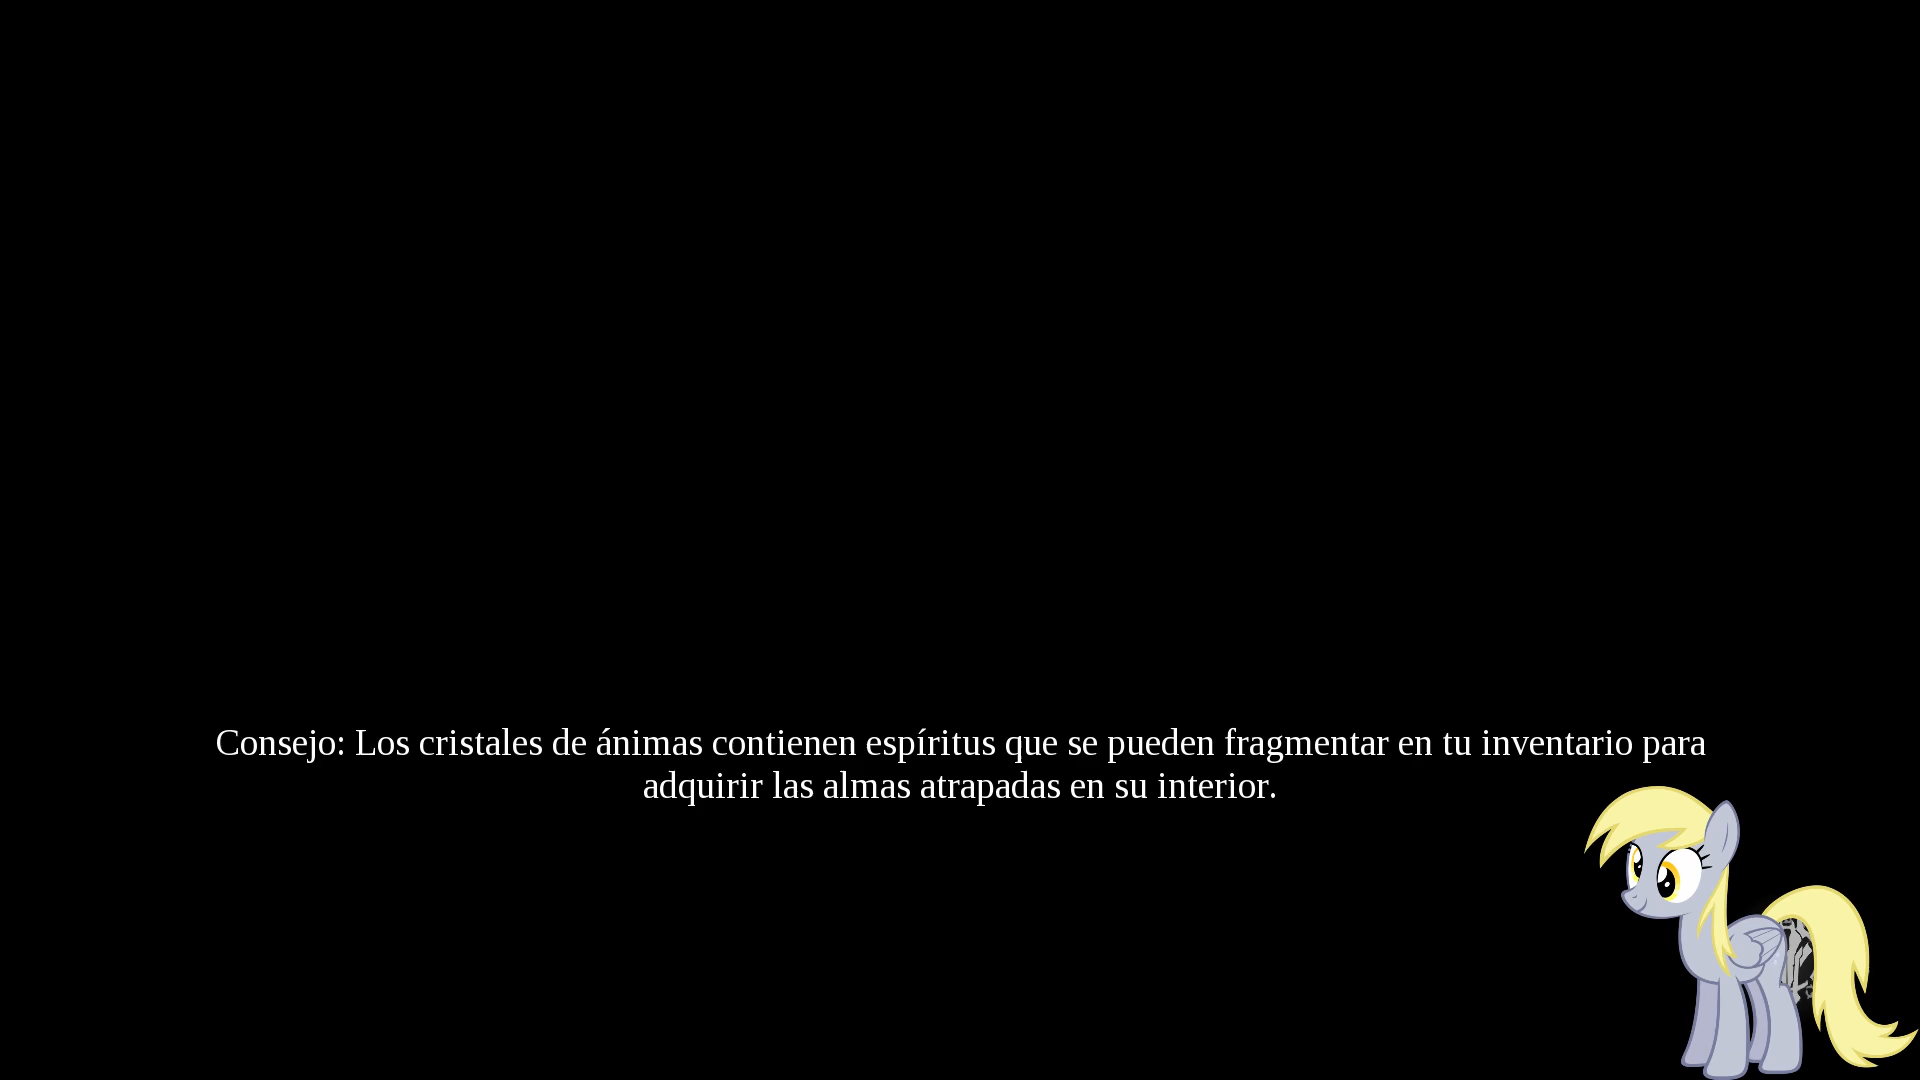 Consejo: Los cristales de ánimas contienen espíritus que se pueden fragmentar en tu inventario para
adquirir las almas atrapadas en su interior.